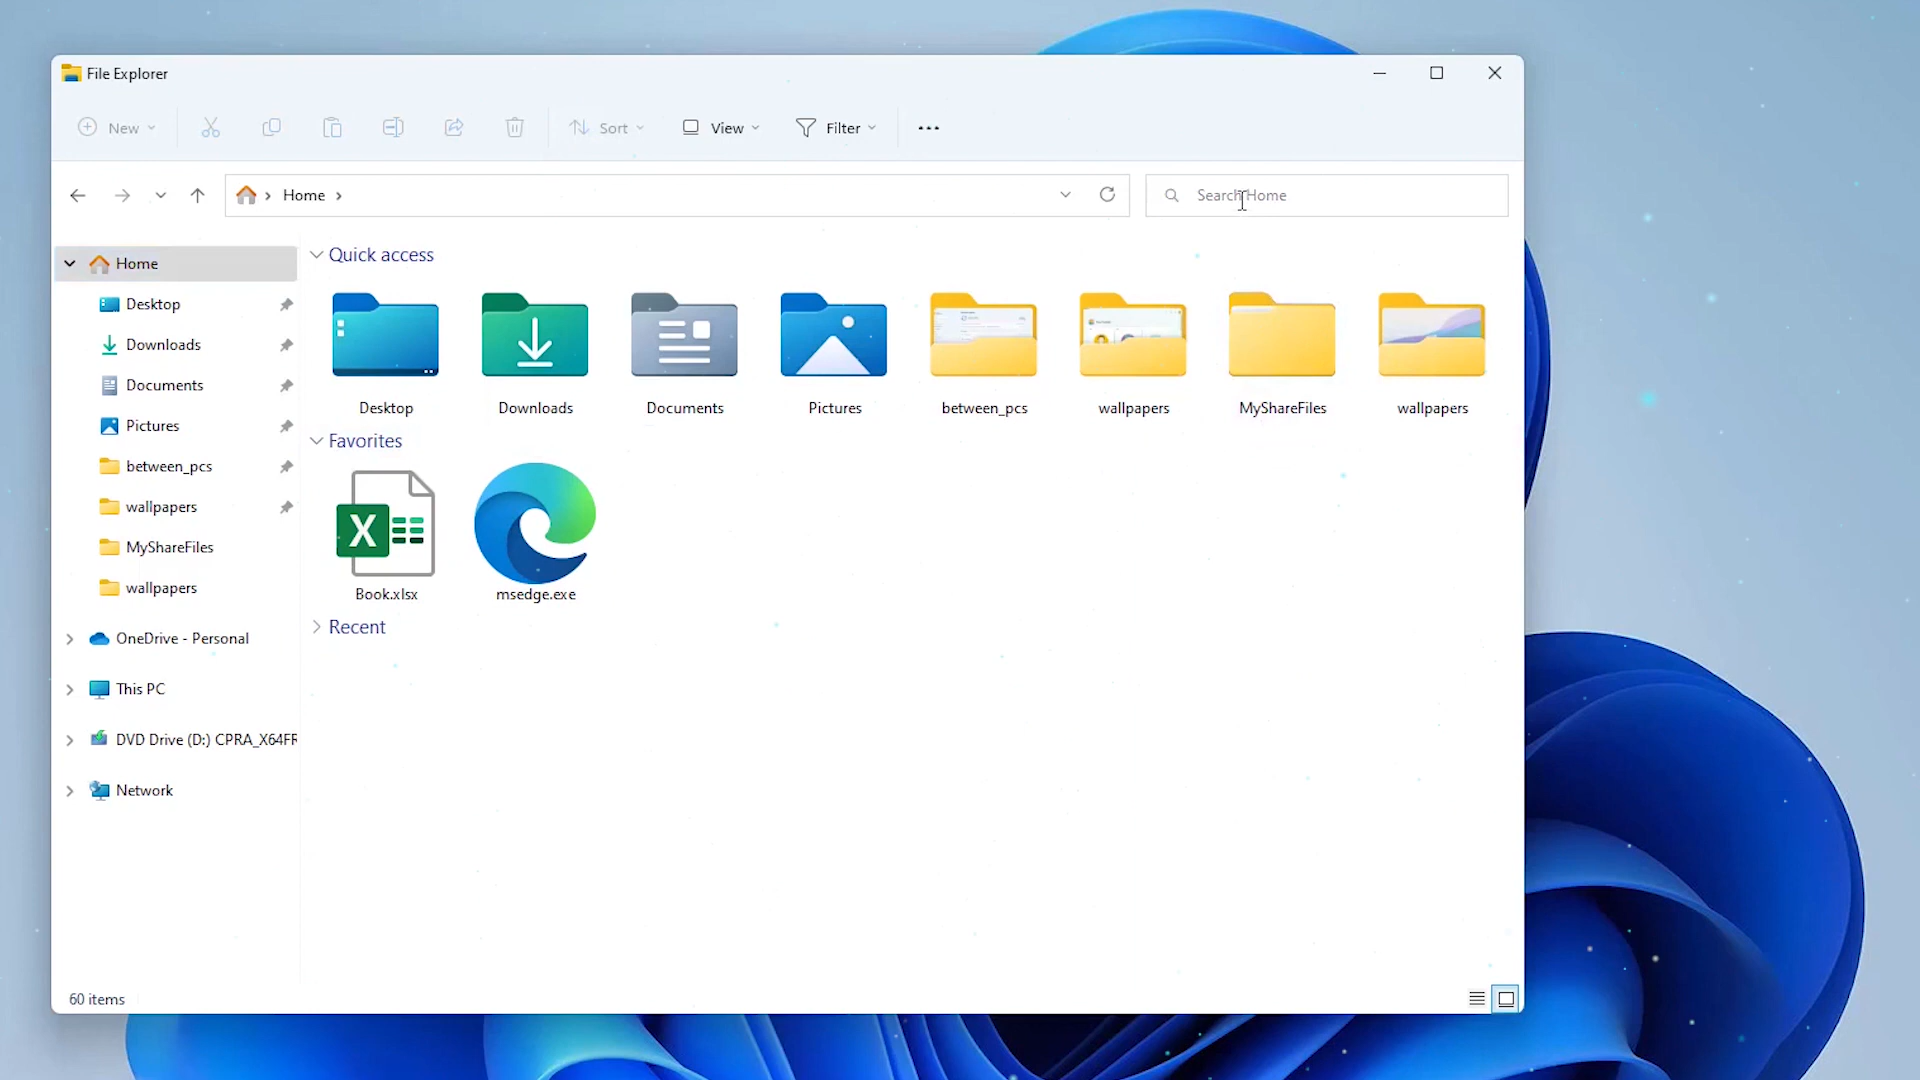 File Explorer
New
Sort
View
Filter
Home
Search Home
Home
Desktop
Downloads
Documents
Pictures
between_pcs
wallpapers
MyShareFiles
wallpapers
OneDrive - Personal
This PC
DVD Drive (D:) CPRA_X64FR
Network
Quick access
Desktop
Downloads
Documents
Pictures
between_pcs
wallpapers
MyShareFiles
wallpapers
Favorites
X
Book.xlsx
msedge.exe
Recent
60 items